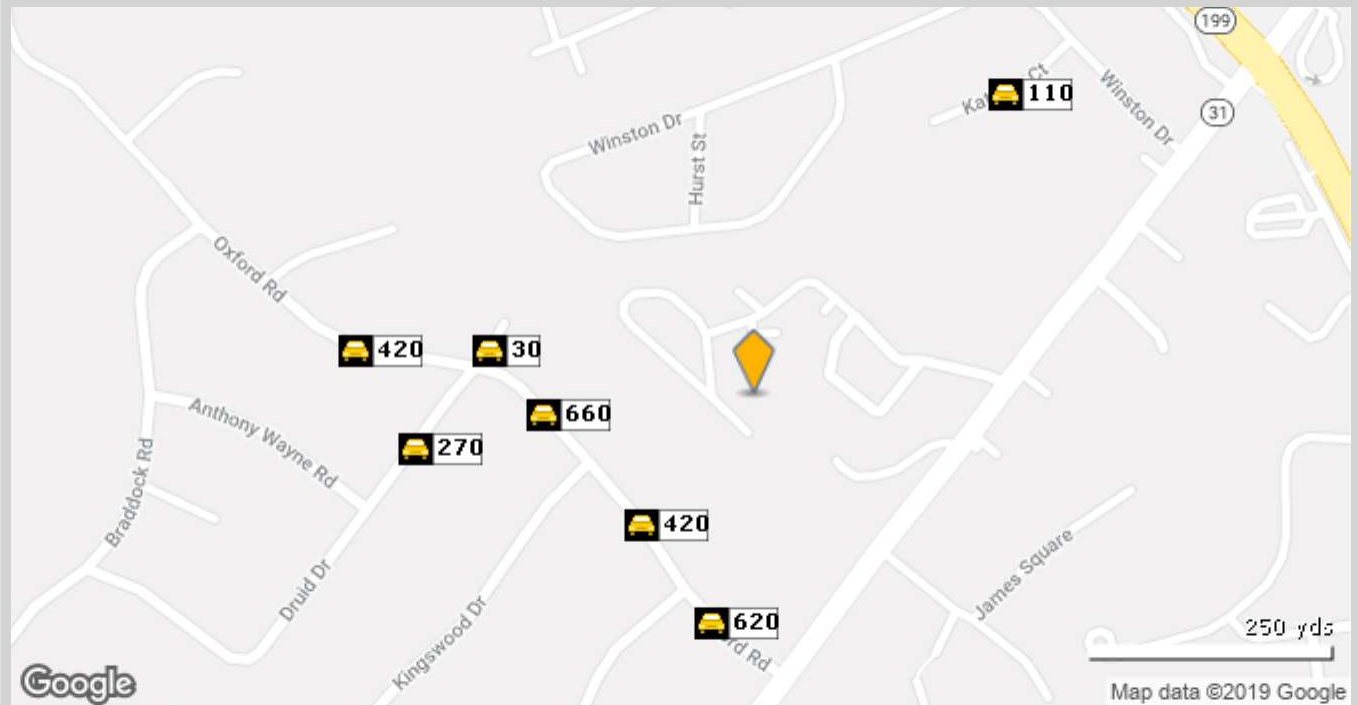 199
110
31
Winston Dr
Winston Dr
Hurst St
Oxford Rd
420
30
660
270
Anthony Wayne Rd
Braddock Rd
420
Druid Dr
James Square
Kingswood Dr
620
Rd
250 yds
Google
Map data ©2019 Google